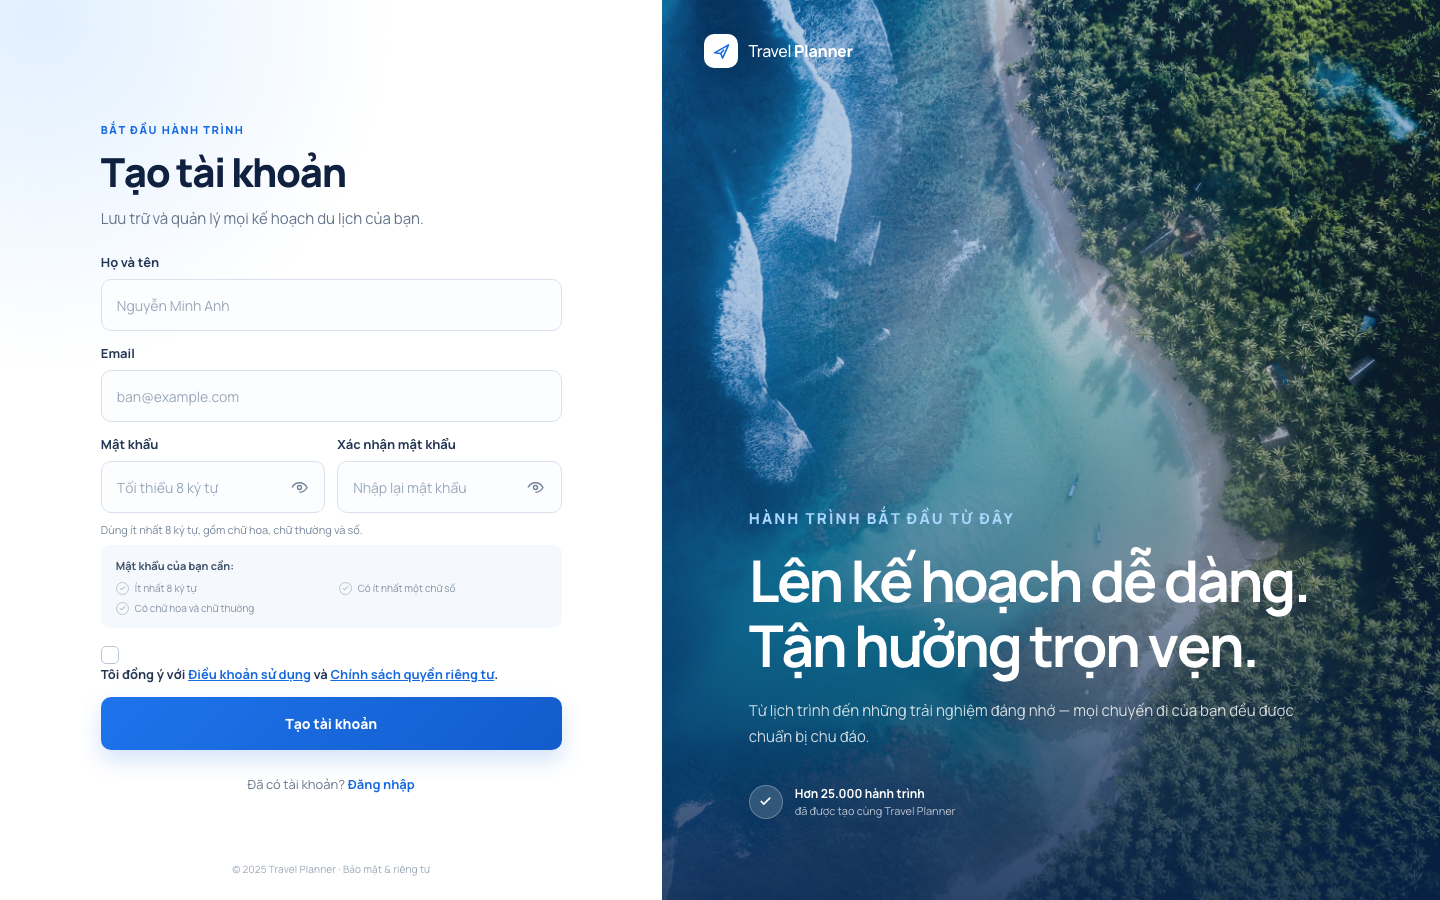 BẮT ĐẦU HÀNH TRÌNH
Tạo tài khoản
Lưu trữ và quản lý mọi kế hoạch du lịch của bạn.
Họ và tên
Nguyễn Minh Anh
Email
ban@example.com
Mật khẩu
Xác nhận mật khẩu
Tối thiểu 8 ký tự
Nhập lại mật khẩu
Dùng ít nhất 8 ký tự, gồm chữ hoa, chữ thường và số.
Mật khẩu của bạn cần:
Ít nhất 8 ký tự
Có ít nhất một chữ số
Có chữ hoa và chữ thường
Tôi đồng ý với Điều khoản sử dụng và Chính sách quyền riêng tư.
Tạo tài khoản
Đã có tài khoản? Đăng nhập
© 2025 Travel Planner · Bảo mật & riêng tư
Travel Planner
HÀNH TRÌNH BẮT ĐẦU TỪ ĐÂY
Lên kế hoạch dễ dàng.
Tận hưởng trọn vẹn.
Từ lịch trình đến những trải nghiệm đáng nhớ — mọi chuyến đi của bạn đều được
chuẩn bị chu đáo.
Hơn 25.000 hành trình
đã được tạo cùng Travel Planner